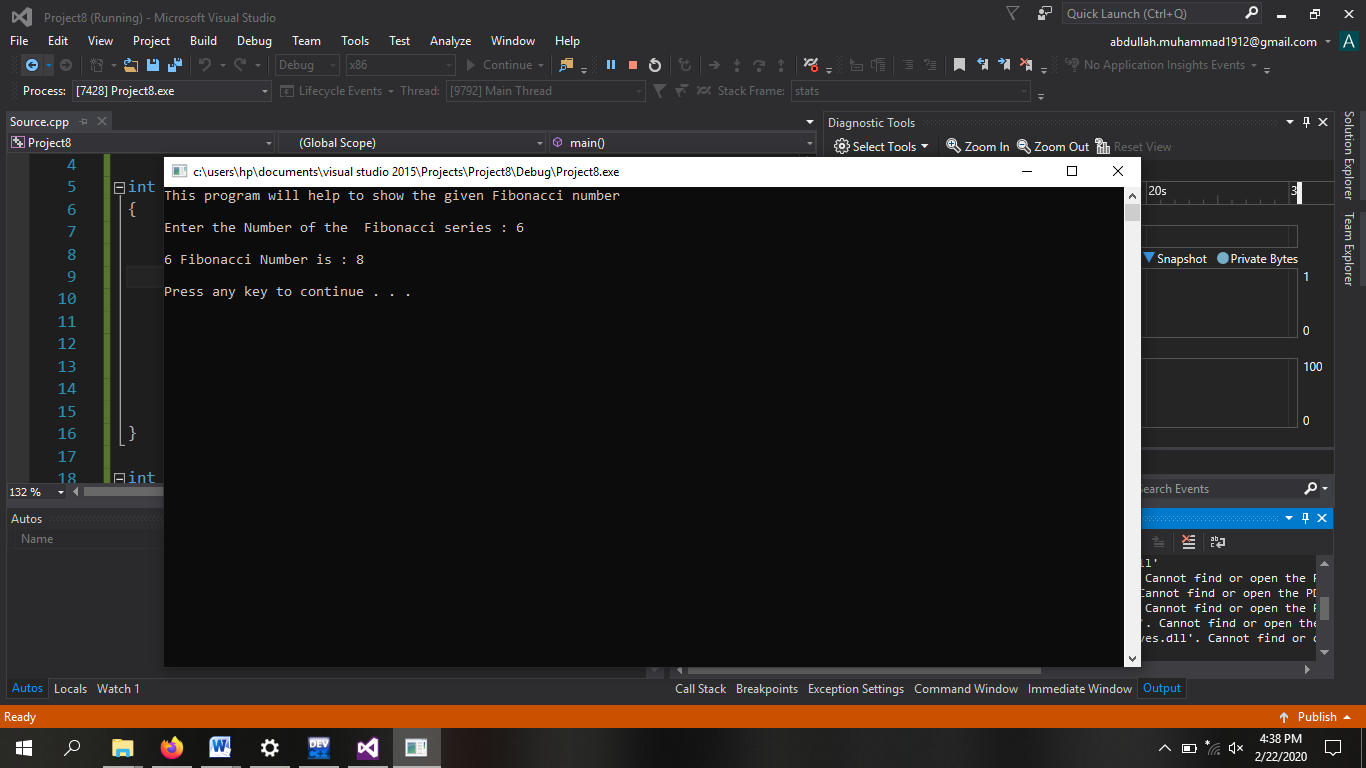 Project8 (Running) - Microsoft Visual Studio
Quick Launch (Ctrl+Q)
File Edit View Project Build Debug Team Tools Test Analyze Window Help
abdullah.muhammad1912@gmail.com
A
Debug x86 Continue No Application Insights Events
Process: [7428] Project8.exe Lifecycle Events Thread: [9792] Main Thread Stack Frame: stats
Source.cpp
Diagnostic Tools
Project8 (Global Scope) main()
Select Tools Zoom In Zoom Out Reset View
Solution Explorer
Team Explorer
4
5 int
6 {
7
8
9
10
11
12
13
14
15
16 }
17
18 int
c:\users\hp\documents\visual studio 2015\Projects\Project8\Debug\Project8.exe
This program will help to show the given Fibonacci number
Enter the Number of the  Fibonacci series : 6
6 Fibonacci Number is : 8
Press any key to continue . . .
20s
Snapshot Private Bytes
1
0
100
0
132 %
earch Events
Autos
Name
Cannot find or open the
Cannot find or open the
Cannot find or open the
'. Cannot find or open the
ves.dll'. Cannot find or
Autos Locals Watch 1
Call Stack Breakpoints Exception Settings Command Window Immediate Window Output
Ready
Publish
DEV
4:38 PM
2/22/2020